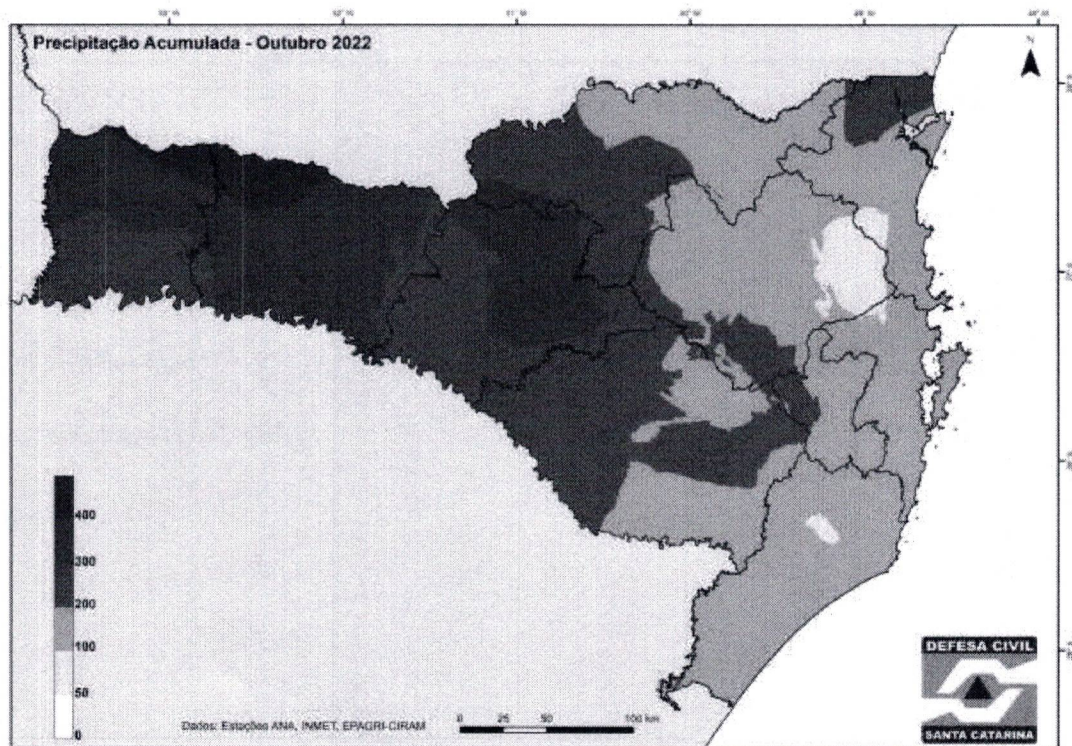 Precipitação Acumulada - Outubro 2022
N
400
300
200
100
50
0
Dados: Estações ANA, INMET, EPAGRI-CIRAM
0 25 50 100 km
DEFESA CIVIL
SANTA CATARINA